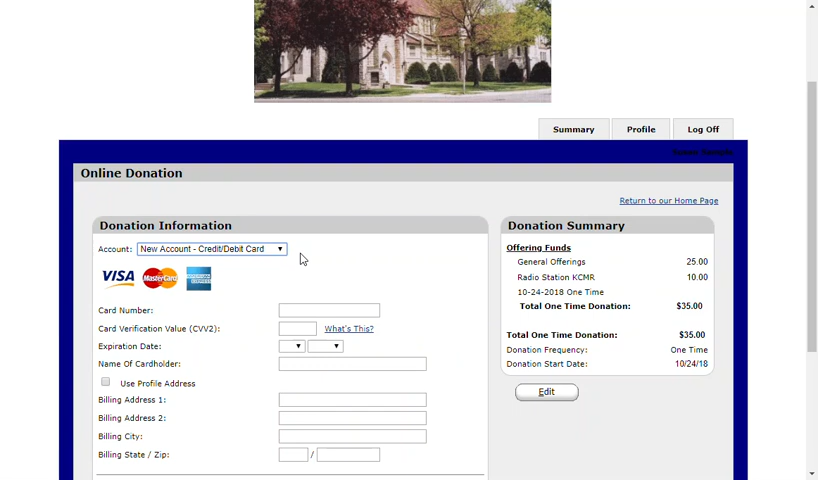 Summary Profile Log Off
Online Donation
Return to our Home Page
Donation Information
Account: New Account - Credit/Debit Card
VISA MasterCard AMERICAN EXPRESS
Card Number:
Card Verification Value (CVV2): What's This?
Expiration Date:
Name Of Cardholder:
Use Profile Address
Billing Address 1:
Billing Address 2:
Billing City:
Billing State / Zip: /
Donation Summary
Offering Funds
General Offerings 25.00
Radio Station KCMR 10.00
10-24-2018 One Time
Total One Time Donation: $35.00
Total One Time Donation: $35.00
Donation Frequency: One Time
Donation Start Date: 10/24/18
Edit